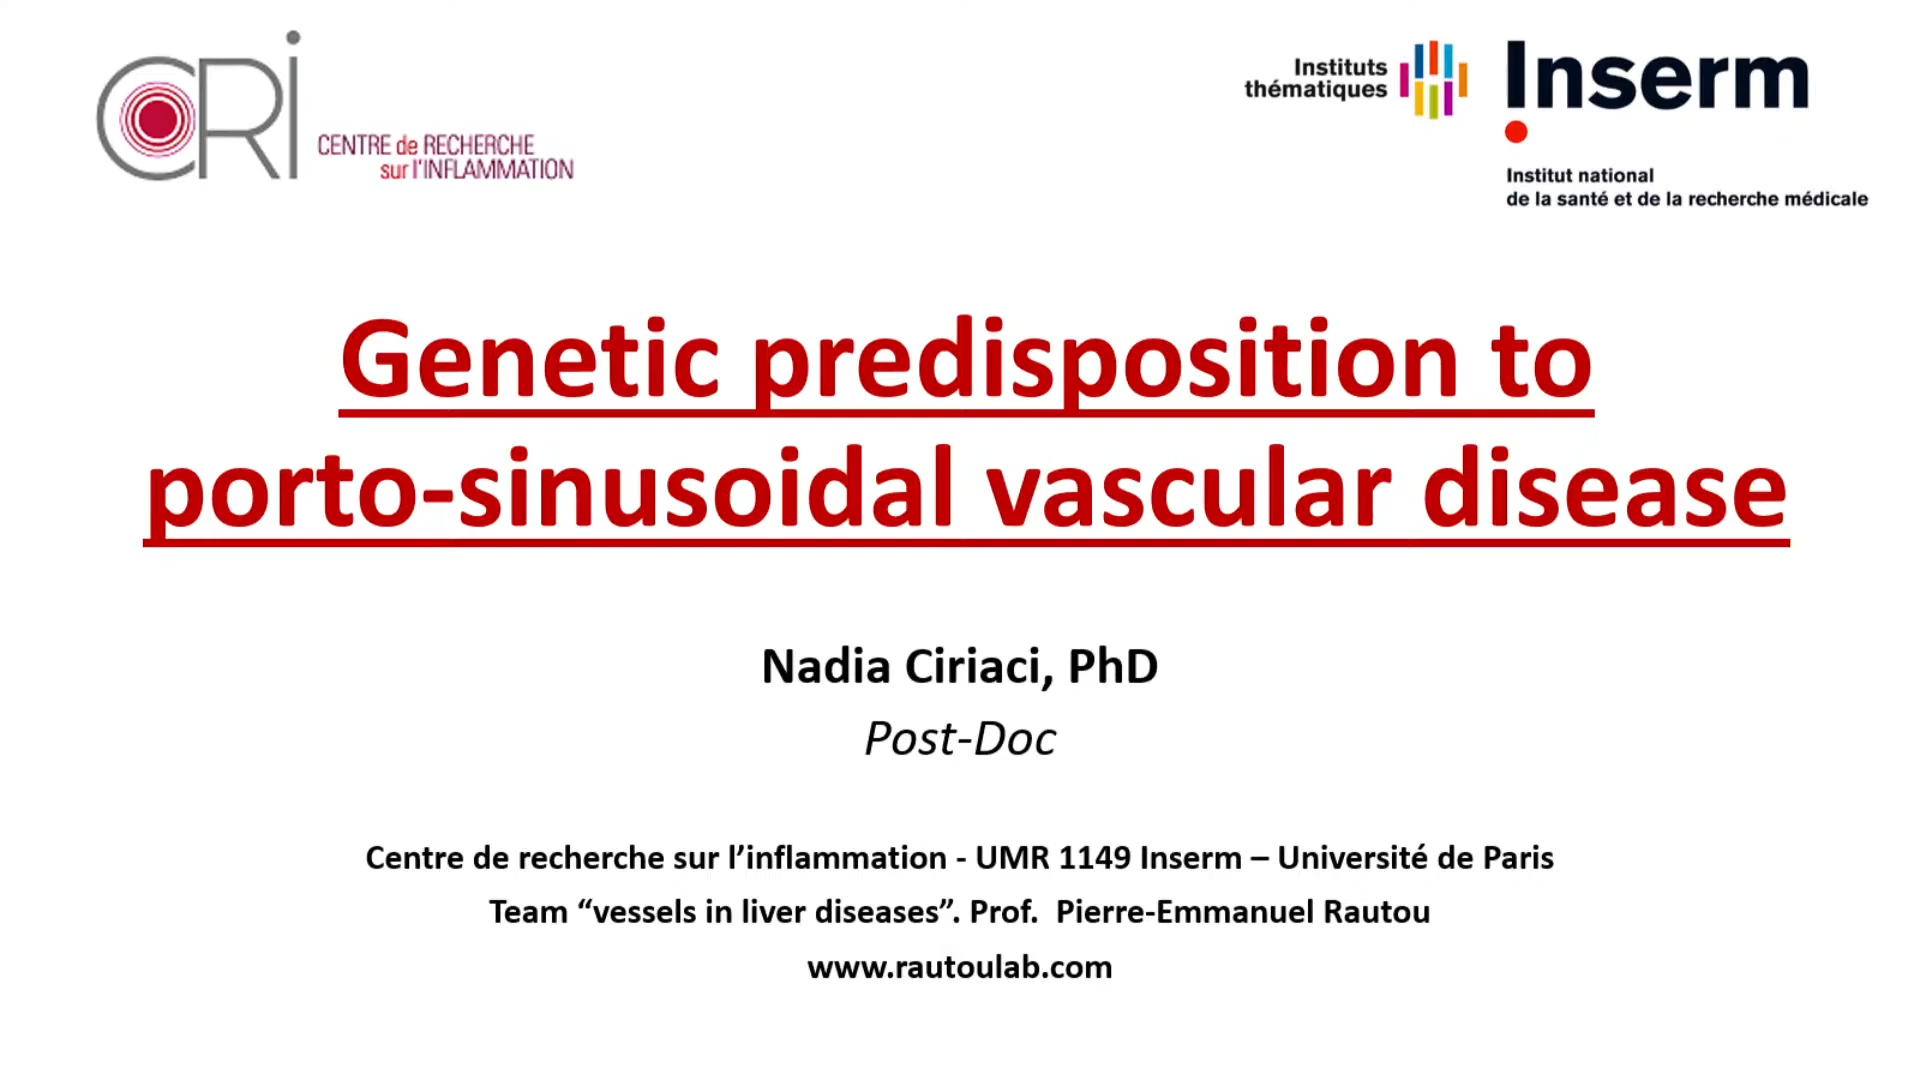 CRI
CENTRE de RECHERCHE
sur l'INFLAMMATION
Instituts
thématiques
Inserm
Institut national
de la santé et de la recherche médicale
Genetic predisposition to
porto-sinusoidal vascular disease
Nadia Ciriaci, PhD
Post-Doc
Centre de recherche sur l’inflammation - UMR 1149 Inserm – Université de Paris
Team “vessels in liver diseases”. Prof.  Pierre-Emmanuel Rautou
www.rautoulab.com